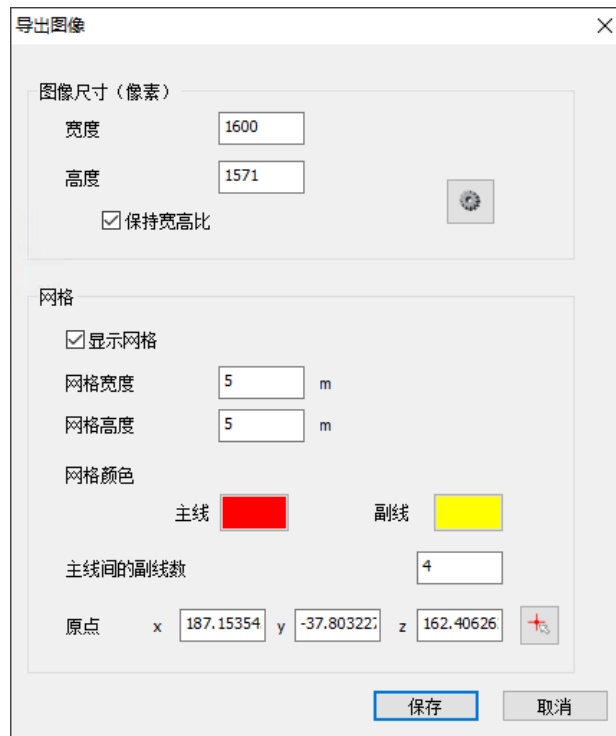 导出图像
图像尺寸（像素）
宽度 1600
高度 1571
保持宽高比
网格
显示网格
网格宽度 5 m
网格高度 5 m
网格颜色
主线 副线
主线间的副线数 4
原点 x 187.15354 y -37.803227 z 162.40626
保存 取消